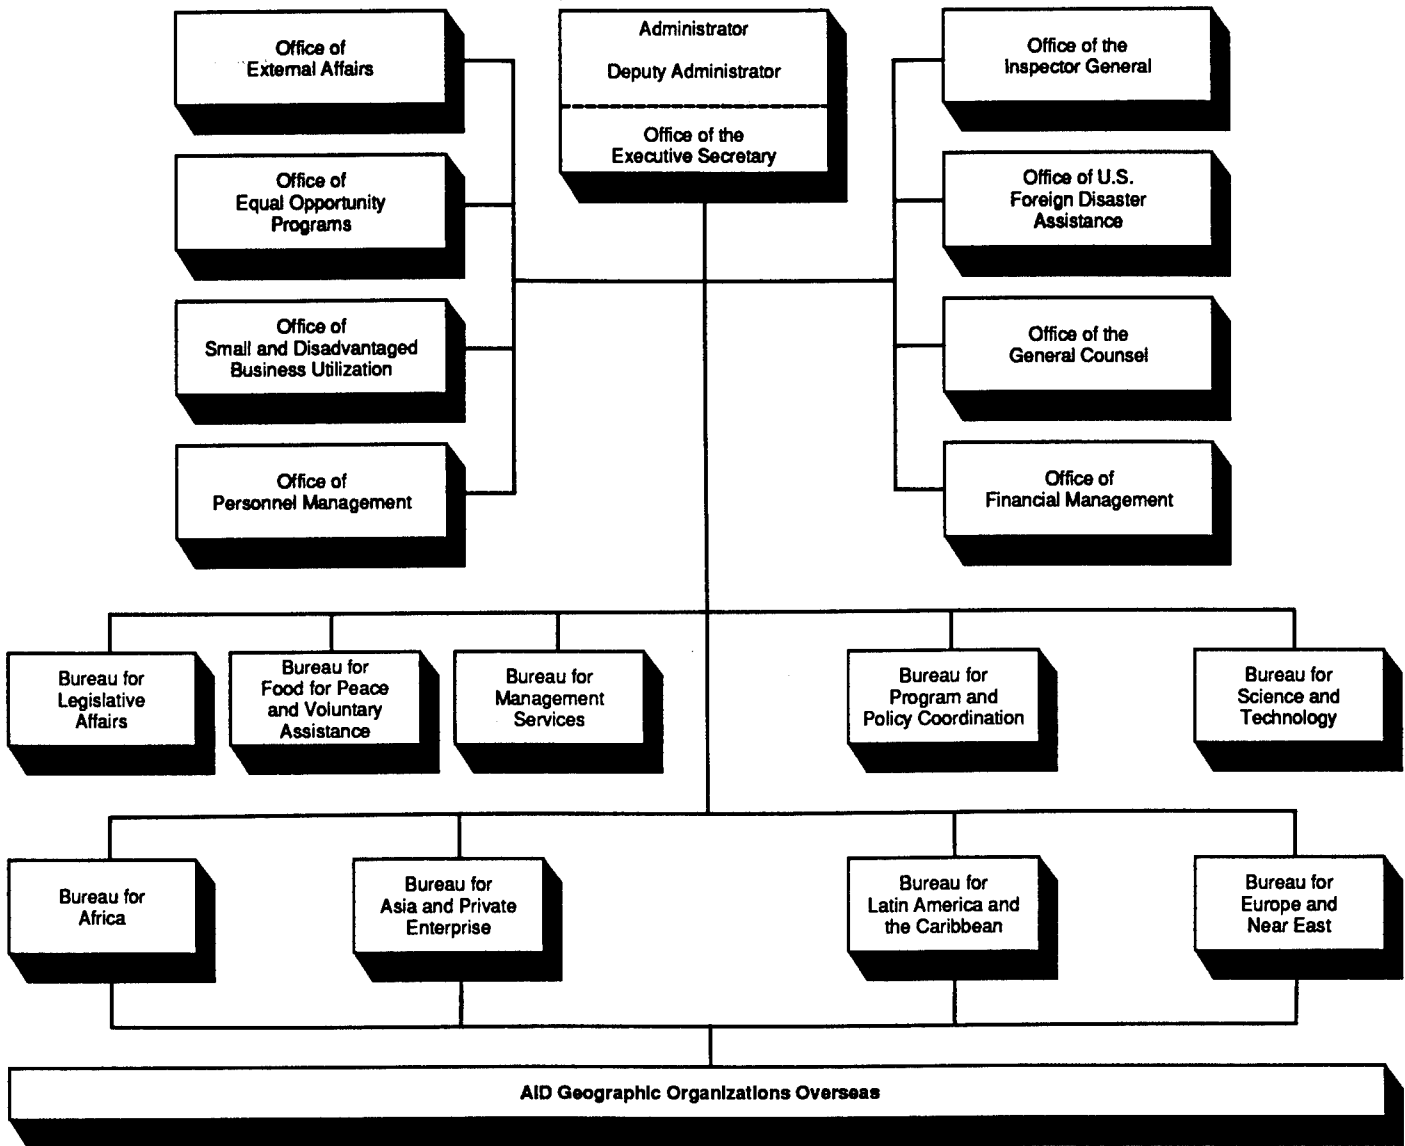 Office of
External Affairs
Administrator
Deputy Administrator
Office of the
Executive Secretary
Office of the
Inspector General
Office of
Equal Opportunity
Programs
Office of U.S.
Foreign Disaster
Assistance
Office of
Small and Disadvantaged
Business Utilization
Office of the
General Counsel
Office of
Personnel Management
Office of
Financial Management
Bureau for
Legislative
Affairs
Bureau for
Food for Peace
and Voluntary
Assistance
Bureau for
Management
Services
Bureau for
Program and
Policy Coordination
Bureau for
Science and
Technology
Bureau for
Africa
Bureau for
Asia and Private
Enterprise
Bureau for
Latin America and
the Caribbean
Bureau for
Europe and
Near East
AID Geographic Organizations Overseas